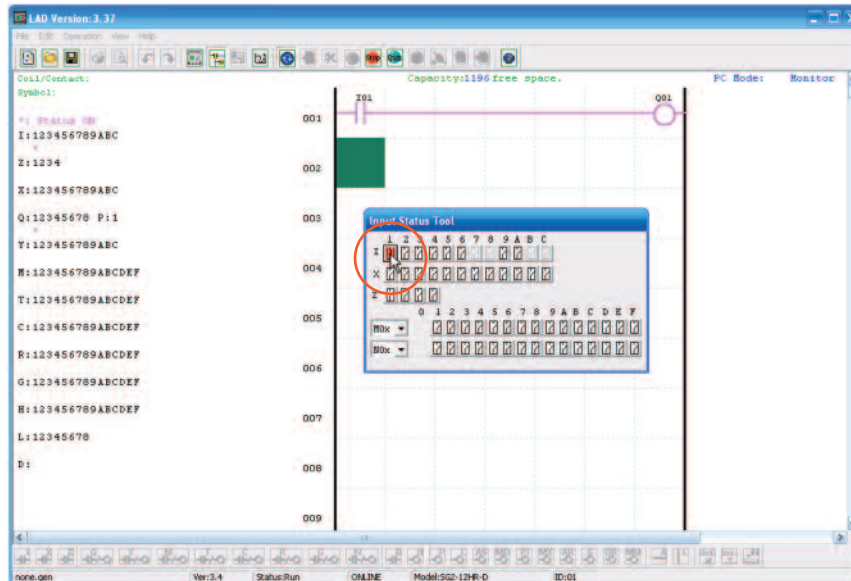 LAD Version:3.37
File Edit Operation View Help
Stop Quit
Coil/Contact: Capacity:1196 free space. PC Mode: Monitor
Symbol:
I01 Q01
001
*: Status ON
I:123456789ABC
*
Z:1234
002
X:123456789ABC
Q:12345678 P:1
*
003
Input Status Tool
Y:123456789ABC
1 2 3 4 5 6 7 8 9 A B C
I
M:123456789ABCDEF
004
X
T:123456789ABCDEF
Z
0 1 2 3 4 5 6 7 8 9 A B C D E F
C:123456789ABCDEF
005
M0x
R:123456789ABCDEF
N0x
G:123456789ABCDEF
006
H:123456789ABCDEF
007
L:12345678
D:
008
009
none.gen Ver:3.4 Status:Run ONLINE Model:SG2-12HR-D ID:01